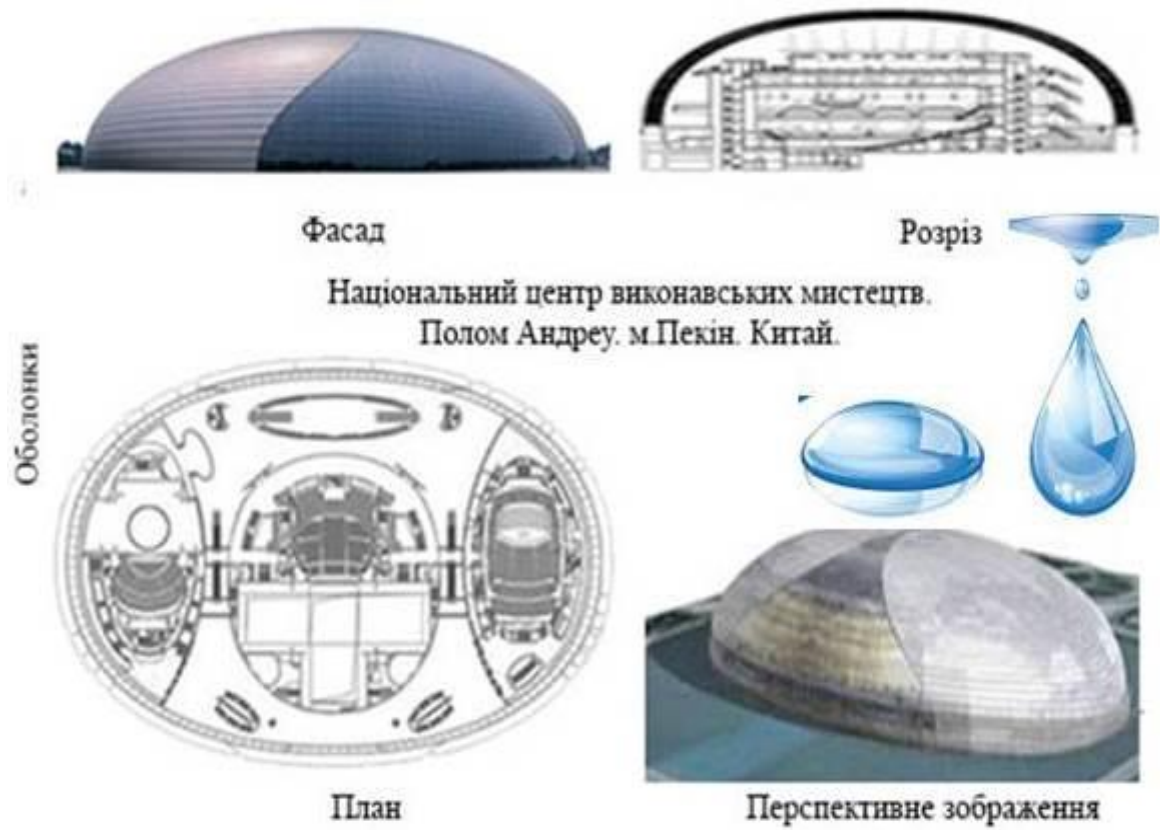 Фасад
Розріз
Національний центр виконавських мистецтв.
Полом Андреу. м.Пекін. Китай.
Оболонки
План
Перспективне зображення